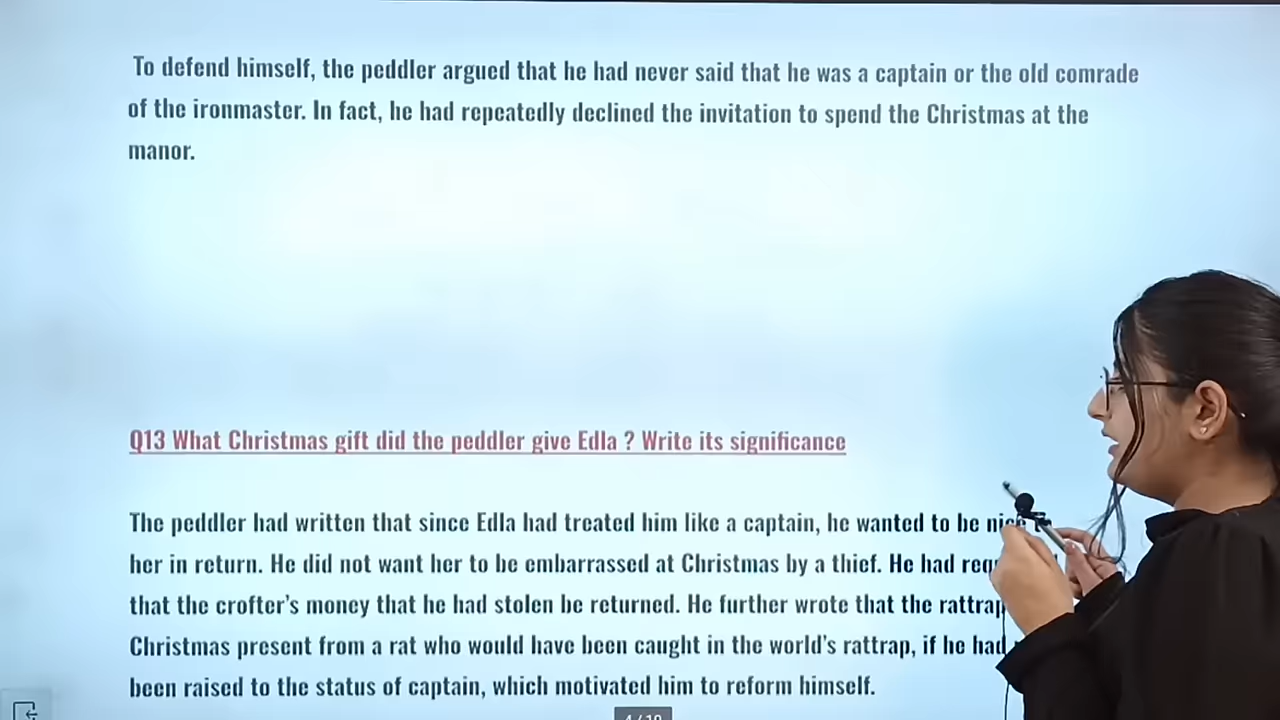 To defend himself, the peddler argued that he had never said that he was a captain or the old comrade
of the ironmaster. In fact, he had repeatedly declined the invitation to spend the Christmas at the
manor.
Q13 What Christmas gift did the peddler give Edla ? Write its significance
The peddler had written that since Edla had treated him like a captain, he wanted to be
her in return. He did not want her to be embarrassed at Christmas by a thief. He had
that the crofter's money that he had stolen be returned. He further wrote that the
Christmas present from a rat who would have been caught in the world's rattrap, if he had
been raised to the status of captain, which motivated him to reform himself.